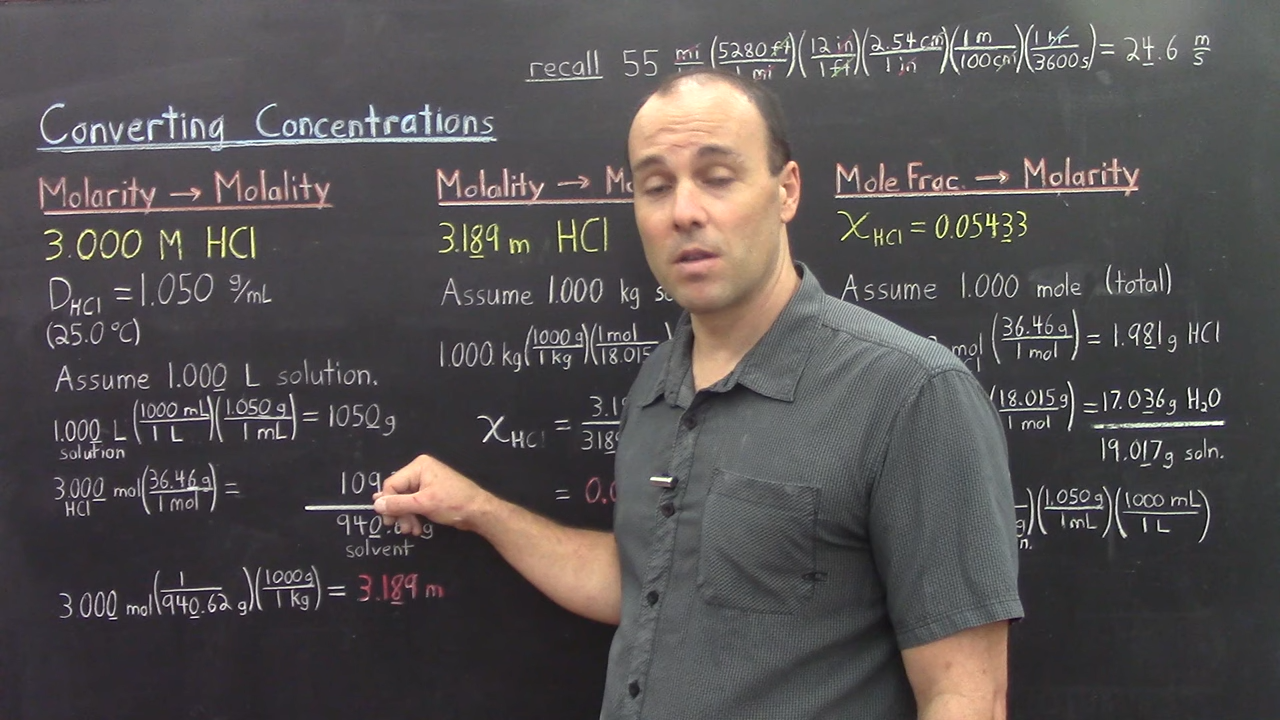 recall 55 mi (5280 ft / 1 mi)(12 in / 1 ft)(2.54 cm / 1 in)(1 m / 100 cm)(1 hr / 3600 s) = 24.6 m/s
Converting Concentrations
Molarity → Molality
3.000 M HCl
D HCl = 1.050 g/mL
(25.0 °C)
Assume 1.000 L solution.
1.000 L solution (1000 mL / 1 L)(1.050 g / 1 mL) = 1050 g
3.000 mol HCl (36.46 g / 1 mol) = 109
940. g solvent
3.000 mol (1 / 940.62 g)(1000 g / 1 kg) = 3.189 m
Molality →
3.189 m HCl
Assume 1.000 kg
1.000 kg (1000 g / 1 kg)(1 mol / 18.015
χ HCl = 3.1 / 318
= 0.0
Mole Frac. → Molarity
χ HCl = 0.05433
Assume 1.000 mole (total)
mol (36.46 g / 1 mol) = 1.981 g HCl
(18.015 g / 1 mol) = 17.036 g H₂O
19.017 g soln.
(1.050 g / 1 mL)(1000 mL / 1 L)